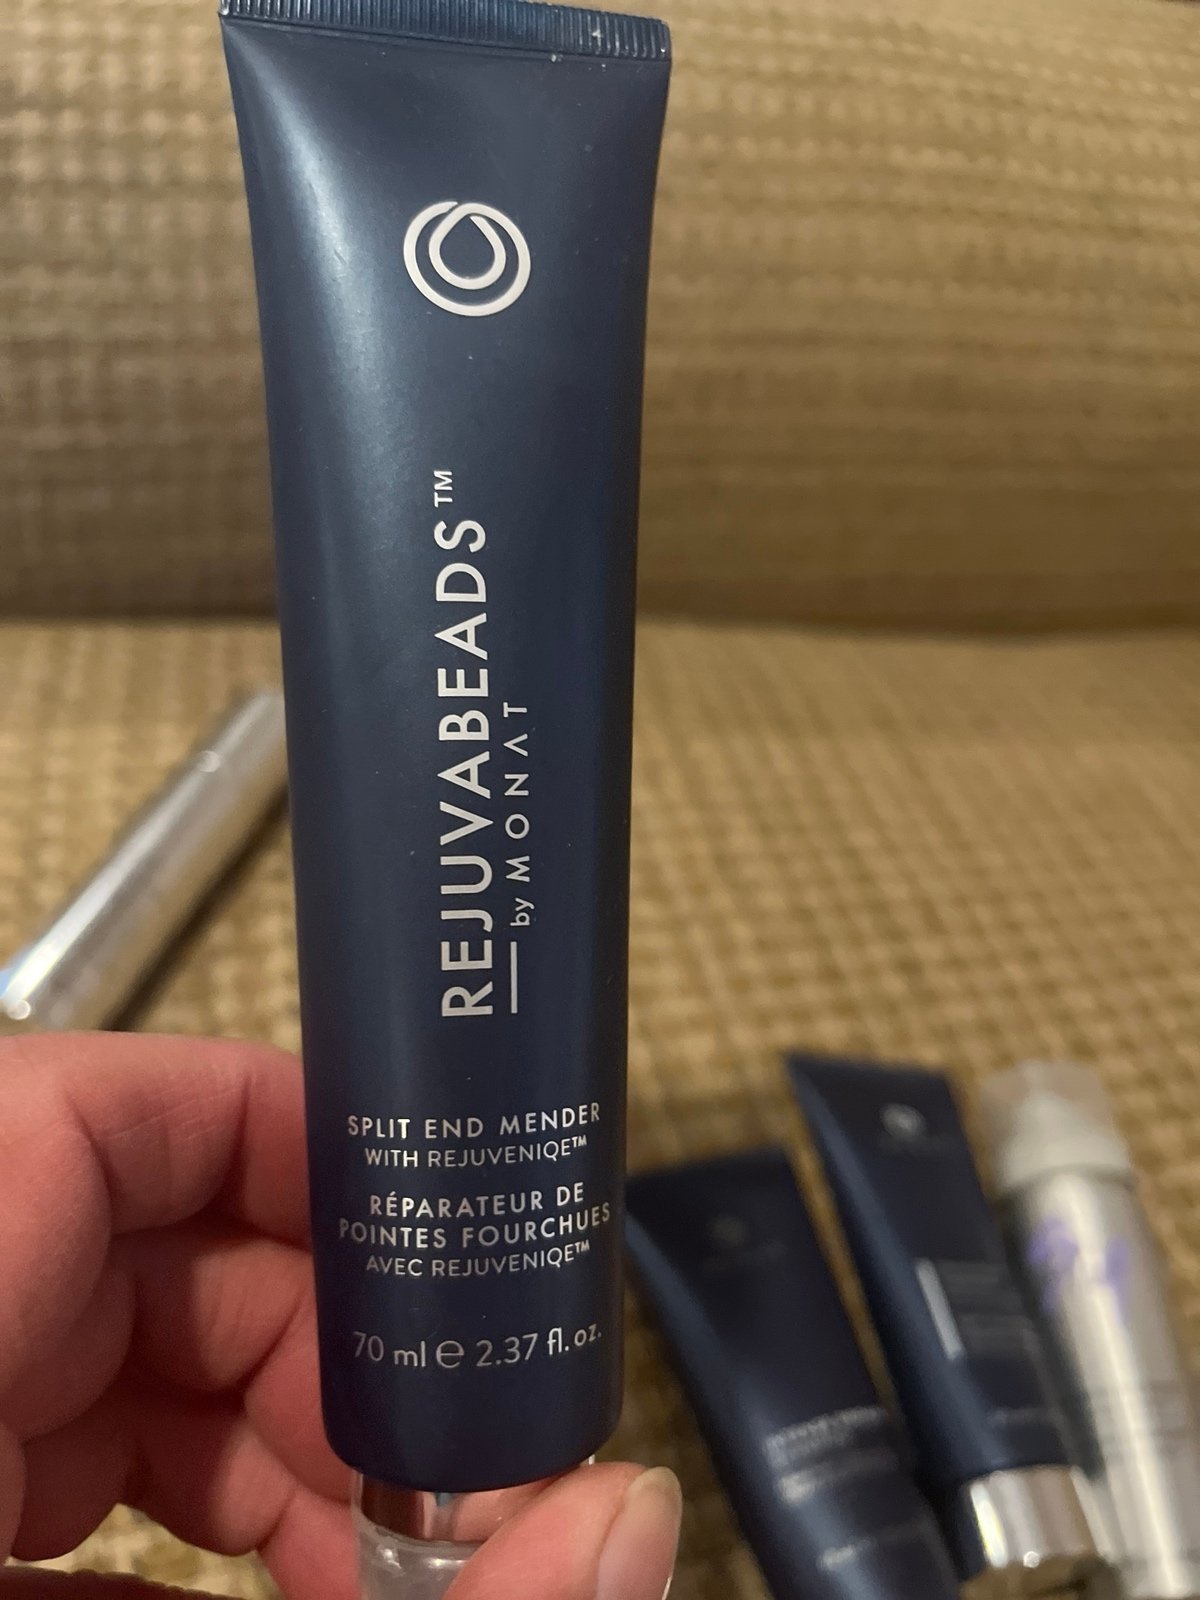 REJUVABEADS™
by MONAT
SPLIT END MENDER
WITH REJUVENIQE™
RÉPARATEUR DE
POINTES FOURCHUES
AVEC REJUVENIQE™
70 ml ℮ 2.37 fl. oz.